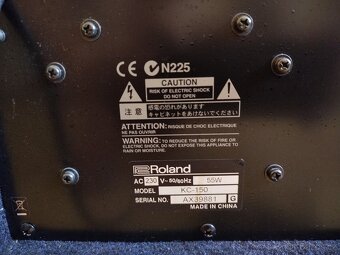 CE N225
CAUTION
RISK OF ELECTRIC SHOCK
DO NOT OPEN
注意
感電の恐れがあります
キャビネットをあけないで下さい
ATTENTION: RISQUE DE CHOC ELECTRIQUE
NE PAS OUVRIR
WARNING: TO REDUCE THE RISK OF FIRE OR
ELECTRIC SHOCK, DO NOT EXPOSE THIS APPLIANCE TO
RAIN OR MOISTURE.
Roland
AC 230 V~50/60Hz 55W
MODEL KC-150
SERIAL NO. AX39881 G
MADE IN CHINA